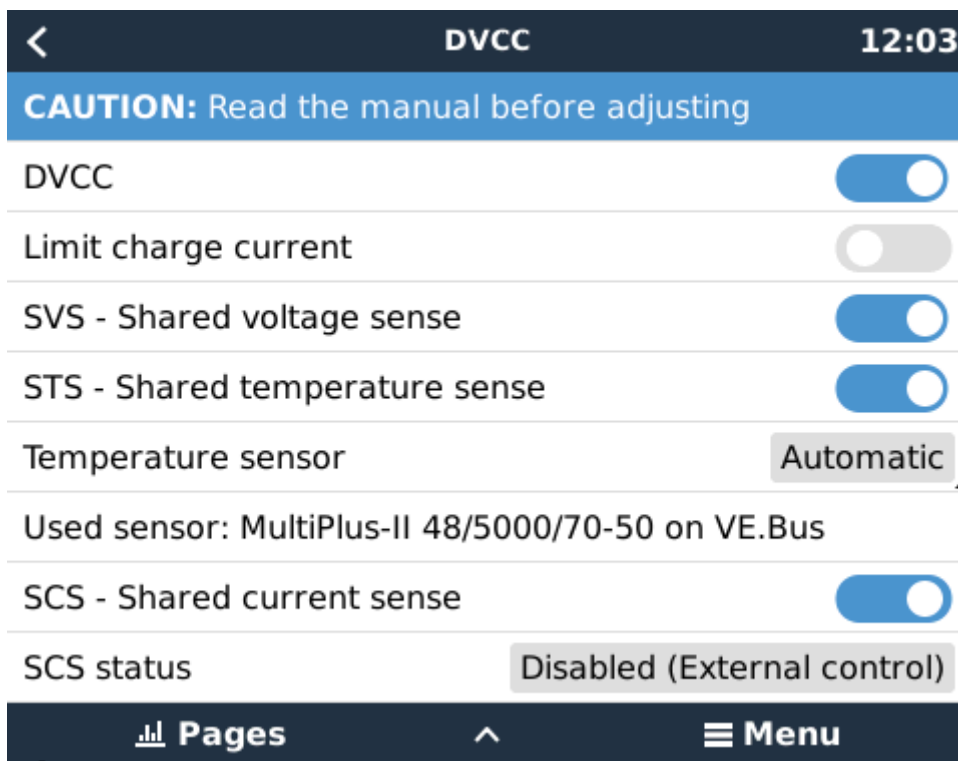 DVCC 12:03
CAUTION: Read the manual before adjusting
DVCC
Limit charge current
SVS - Shared voltage sense
STS - Shared temperature sense
Temperature sensor Automatic
Used sensor: MultiPlus-II 48/5000/70-50 on VE.Bus
SCS - Shared current sense
SCS status Disabled (External control)
Pages Menu